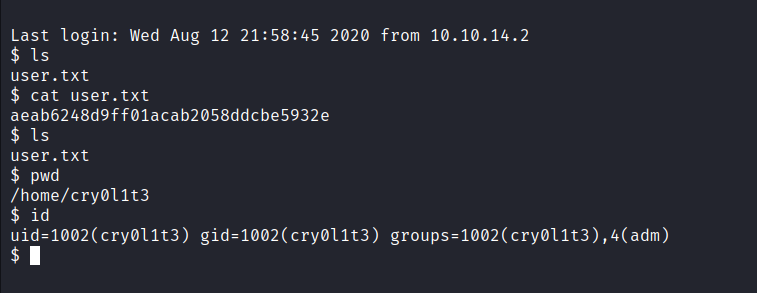 Last login: Wed Aug 12 21:58:45 2020 from 10.10.14.2
$ ls
user.txt
$ cat user.txt
aeab6248d9ff01acab2058ddcbe5932e
$ ls
user.txt
$ pwd
/home/cry0l1t3
$ id
uid=1002(cry0l1t3) gid=1002(cry0l1t3) groups=1002(cry0l1t3),4(adm)
$